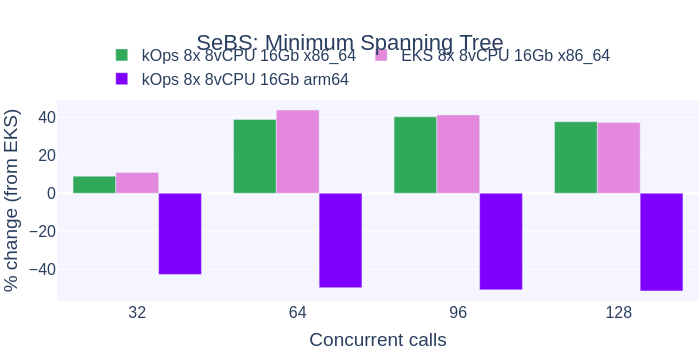 SeBS: Minimum Spanning Tree
kOps 8x 8vCPU 16Gb x86_64
EKS 8x 8vCPU 16Gb x86_64
kOps 8x 8vCPU 16Gb arm64
% change (from EKS)
40
20
0
−20
−40
32
64
96
128
Concurrent calls